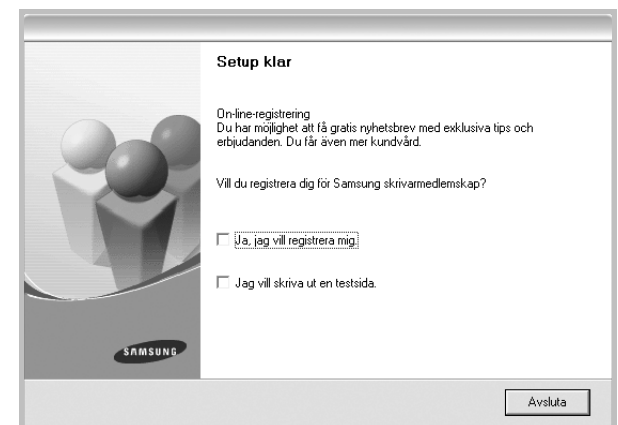 Setup klar
On-line-registrering
Du har möjlighet att få gratis nyhetsbrev med exklusiva tips och
erbjudanden. Du får även mer kundvård.
Vill du registrera dig för Samsung skrivarmedlemskap?
Ja, jag vill registrera mig.
Jag vill skriva ut en testsida.
SAMSUNG
Avsluta